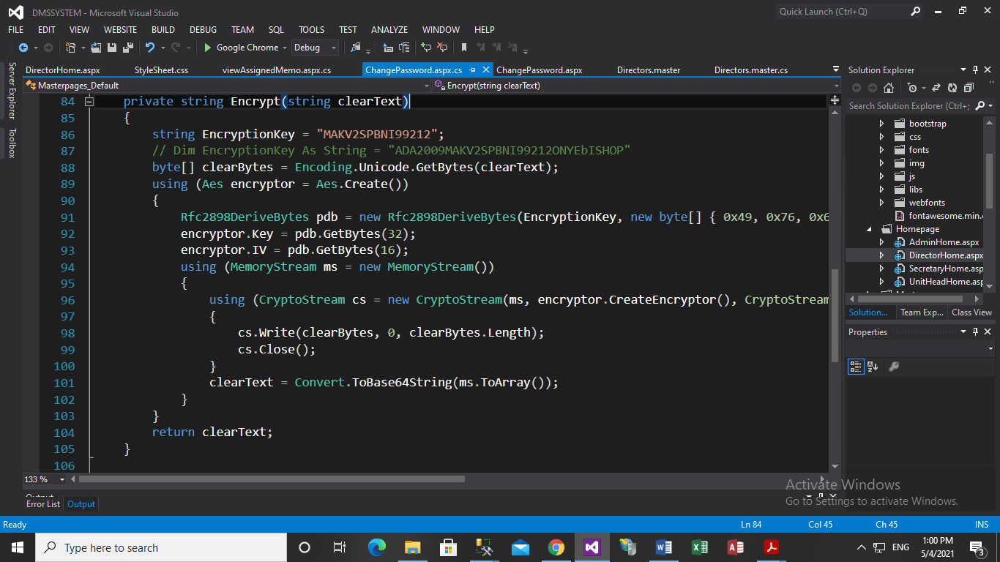 DMSSYSTEM - Microsoft Visual Studio
Quick Launch (Ctrl+Q)
FILE EDIT VIEW WEBSITE BUILD DEBUG TEAM SQL TOOLS TEST ANALYZE WINDOW HELP
Google Chrome Debug
Server Explorer
Toolbox
DirectorHome.aspx StyleSheet.css viewAssignedMemo.aspx.cs ChangePassword.aspx.cs ChangePassword.aspx Directors.master Directors.master.cs
Masterpages_Default Encrypt(string clearText)
84 private string Encrypt(string clearText)
85 {
86 string EncryptionKey = "MAKV2SPBNI99212";
87 // Dim EncryptionKey As String = "ADA2009MAKV2SPBNI99212ONYEbISHOP"
88 byte[] clearBytes = Encoding.Unicode.GetBytes(clearText);
89 using (Aes encryptor = Aes.Create())
90 {
91 Rfc2898DeriveBytes pdb = new Rfc2898DeriveBytes(EncryptionKey, new byte[] { 0x49, 0x76, 0x6
92 encryptor.Key = pdb.GetBytes(32);
93 encryptor.IV = pdb.GetBytes(16);
94 using (MemoryStream ms = new MemoryStream())
95 {
96 using (CryptoStream cs = new CryptoStream(ms, encryptor.CreateEncryptor(), CryptoStream
97 {
98 cs.Write(clearBytes, 0, clearBytes.Length);
99 cs.Close();
100 }
101 clearText = Convert.ToBase64String(ms.ToArray());
102 }
103 }
104 return clearText;
105 }
106
133 %
Output
Error List Output
Solution Explorer
Search Solution Explorer (Ctrl+;
bootstrap
css
fonts
img
js
libs
webfonts
fontawesome.min.
Homepage
AdminHome.aspx
DirectorHome.aspx
SecretaryHome.asp
UnitHeadHome.asp
Solution... Team Exp... Class View
Properties
Activate Windows
Go to Settings to activate Windows.
Ready Ln 84 Col 45 Ch 45 INS
Type here to search
ENG
1:00 PM
5/4/2021
3